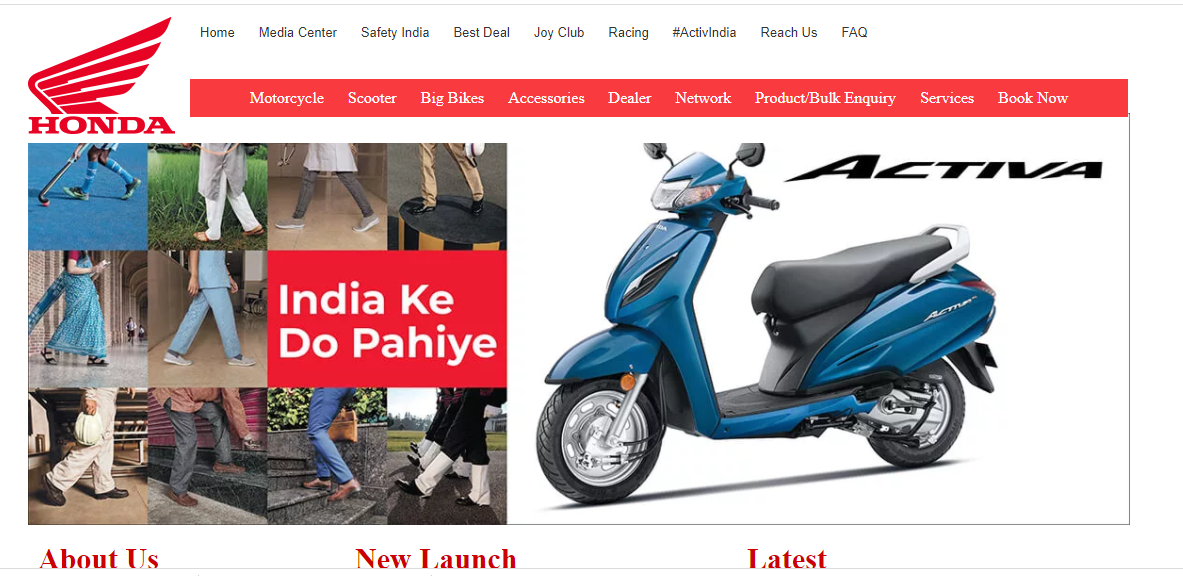 Home Media Center Safety India Best Deal Joy Club Racing #ActivIndia Reach Us FAQ
HONDA
Motorcycle Scooter Big Bikes Accessories Dealer Network Product/Bulk Enquiry Services Book Now
ACTIVA
India Ke
Do Pahiye
ACTIVA
About Us New Launch Latest